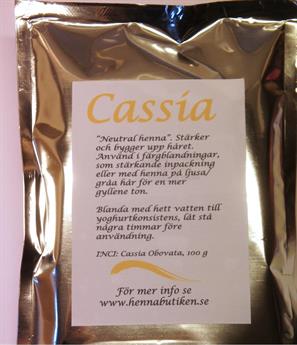 Cassia
"Neutral henna". Stärker
och bygger upp håret.
Använd i färgblandningar,
som stärkande inpackning
eller med henna på ljusa/
gråa hår för en mer
gyllene ton.
Blanda med hett vatten till
yoghurtkonsistens, låt stå
några timmar före
användning.
INCI: Cassia Obovata, 100 g
För mer info se
www.hennabutiken.se